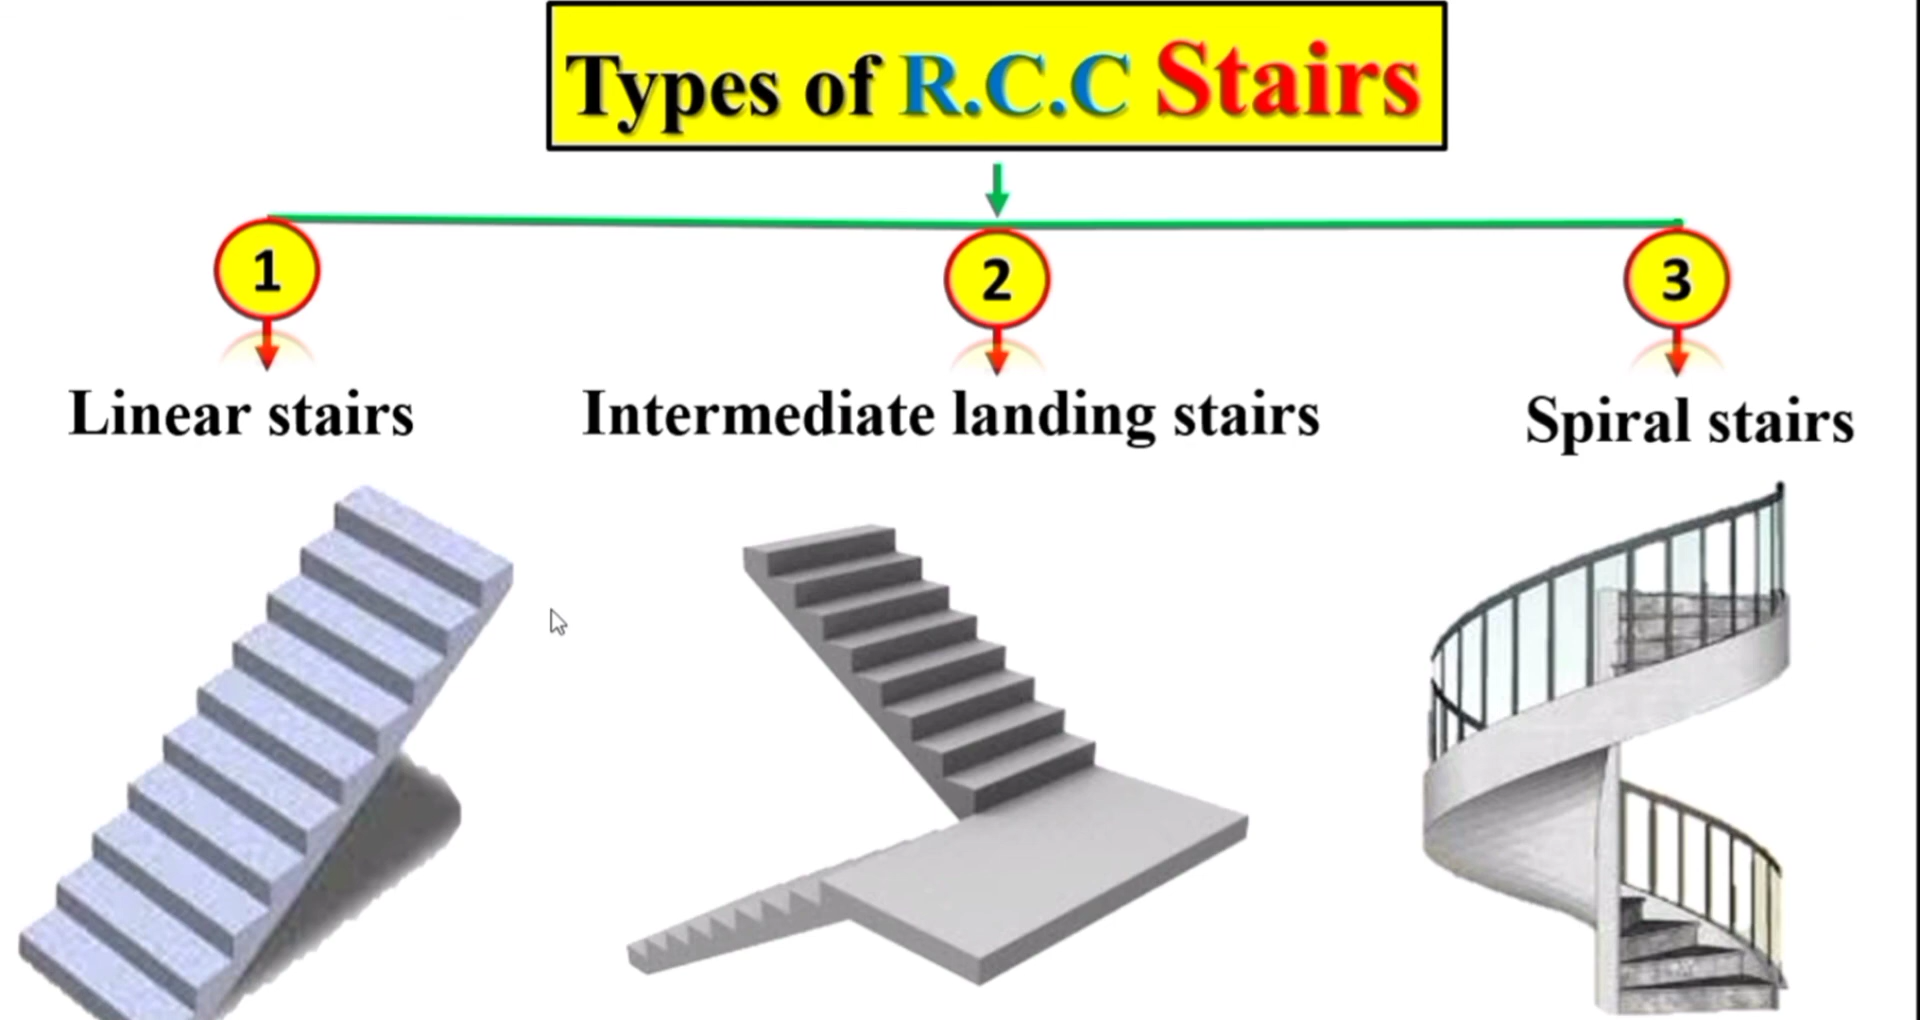 Types of R.C.C Stairs
1
2
3
Linear stairs
Intermediate landing stairs
Spiral stairs